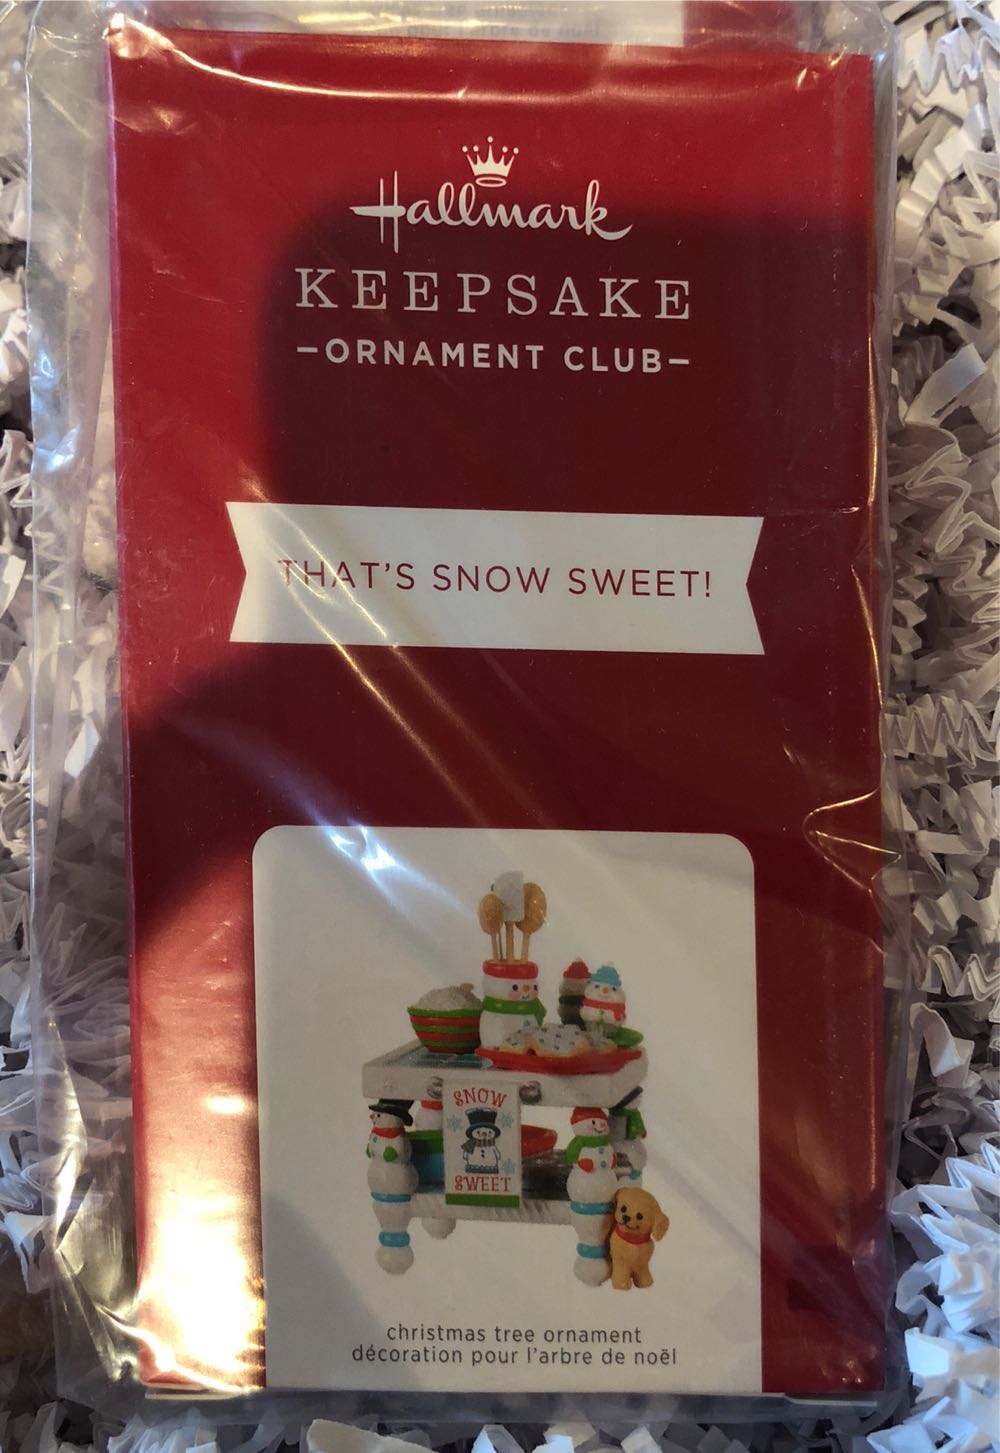 Hallmark
KEEPSAKE
–ORNAMENT CLUB–
THAT'S SNOW SWEET!
SNOW
SWEET
christmas tree ornament
décoration pour l'arbre de noël